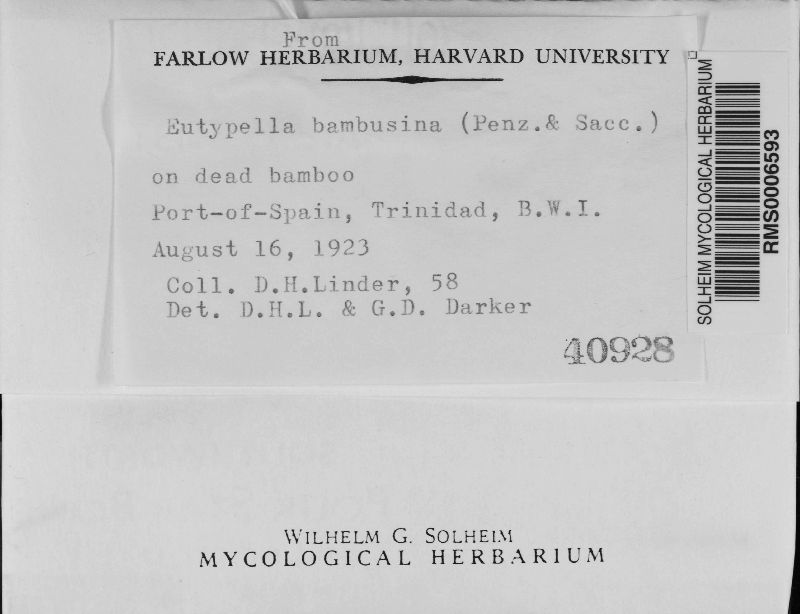 From
FARLOW HERBARIUM, HARVARD UNIVERSITY
Eutypella bambusina (Penz.& Sacc.)
on dead bamboo
Port-of-Spain, Trinidad, B.W.I.
August 16, 1923
Coll. D.H.Linder, 58
Det. D.H.L. & G.D. Darker
40928
SOLHEIM MYCOLOGICAL HERBARIUM
RMS0006593
WILHELM G. SOLHEIM
MYCOLOGICAL HERBARIUM